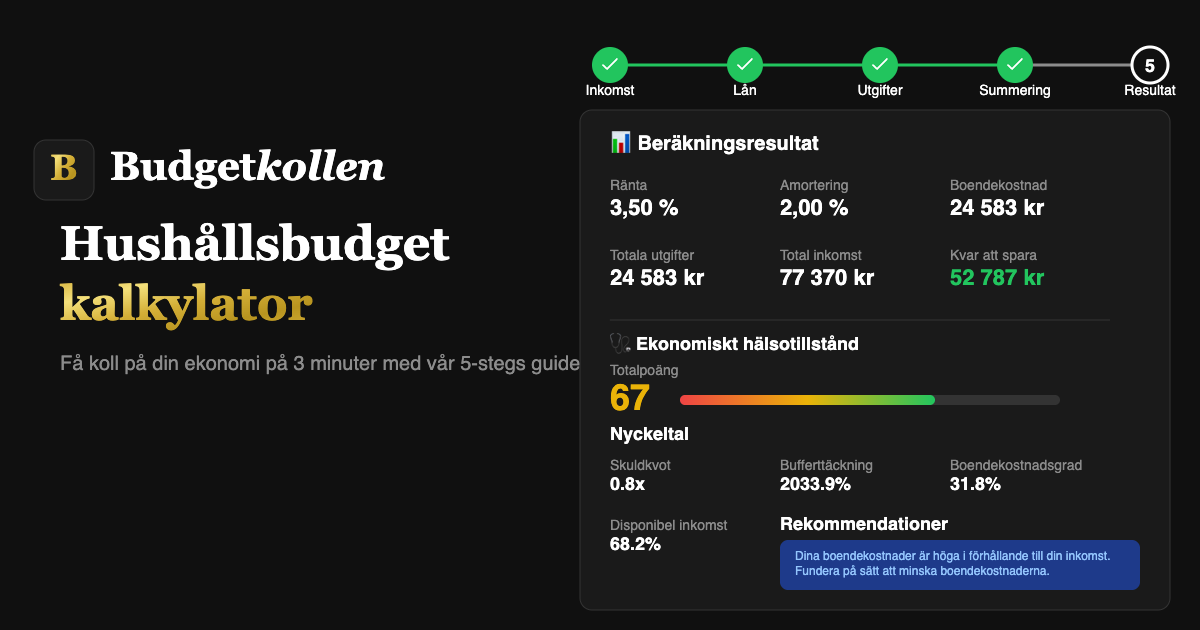 B
Budgetkollen
Hushållsbudget
kalkylator
Få koll på din ekonomi på 3 minuter med vår 5-stegs guide
5
Inkomst Lån Utgifter Summering Resultat
Beräkningsresultat
Ränta Amortering Boendekostnad
3,50 % 2,00 % 24 583 kr
Totala utgifter Total inkomst Kvar att spara
24 583 kr 77 370 kr 52 787 kr
Ekonomiskt hälsotillstånd
Totalpoäng
67
Nyckeltal
Skuldkvot Bufferttäckning Boendekostnadsgrad
0.8x 2033.9% 31.8%
Disponibel inkomst
68.2%
Rekommendationer
Dina boendekostnader är höga i förhållande till din inkomst.
Fundera på sätt att minska boendekostnaderna.